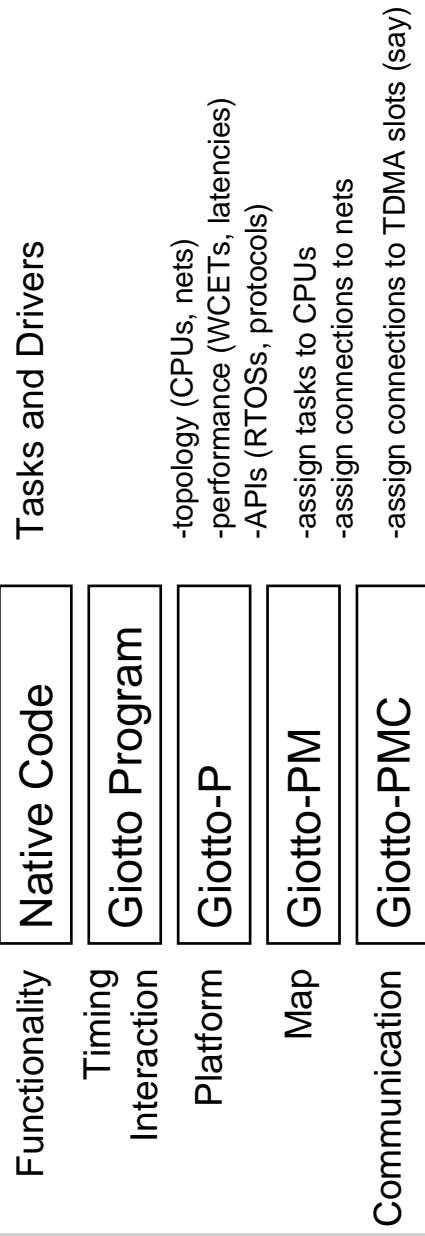 Functionality
Native Code
Tasks and Drivers
Timing
Interaction
Giotto Program
Platform
Giotto-P
-topology (CPUs, nets)
-performance (WCETs, latencies)
-APIs (RTOSs, protocols)
Map
Giotto-PM
-assign tasks to CPUs
-assign connections to nets
Communication
Giotto-PMC
-assign connections to TDMA slots (say)